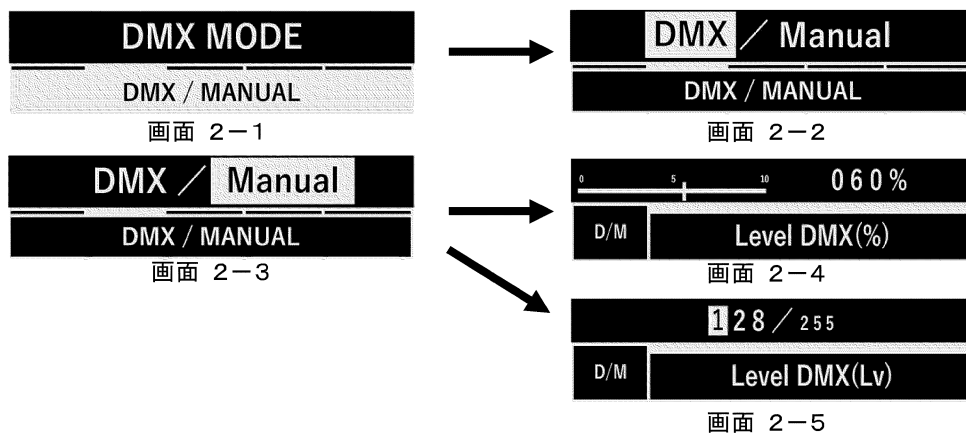 DMX MODE
DMX / MANUAL
画面 2－1
DMX / Manual
DMX / MANUAL
画面 2－2
DMX / Manual
DMX / MANUAL
画面 2－3
0 5 10 060%
D/M Level DMX(%)
画面 2－4
128/255
D/M Level DMX(Lv)
画面 2－5